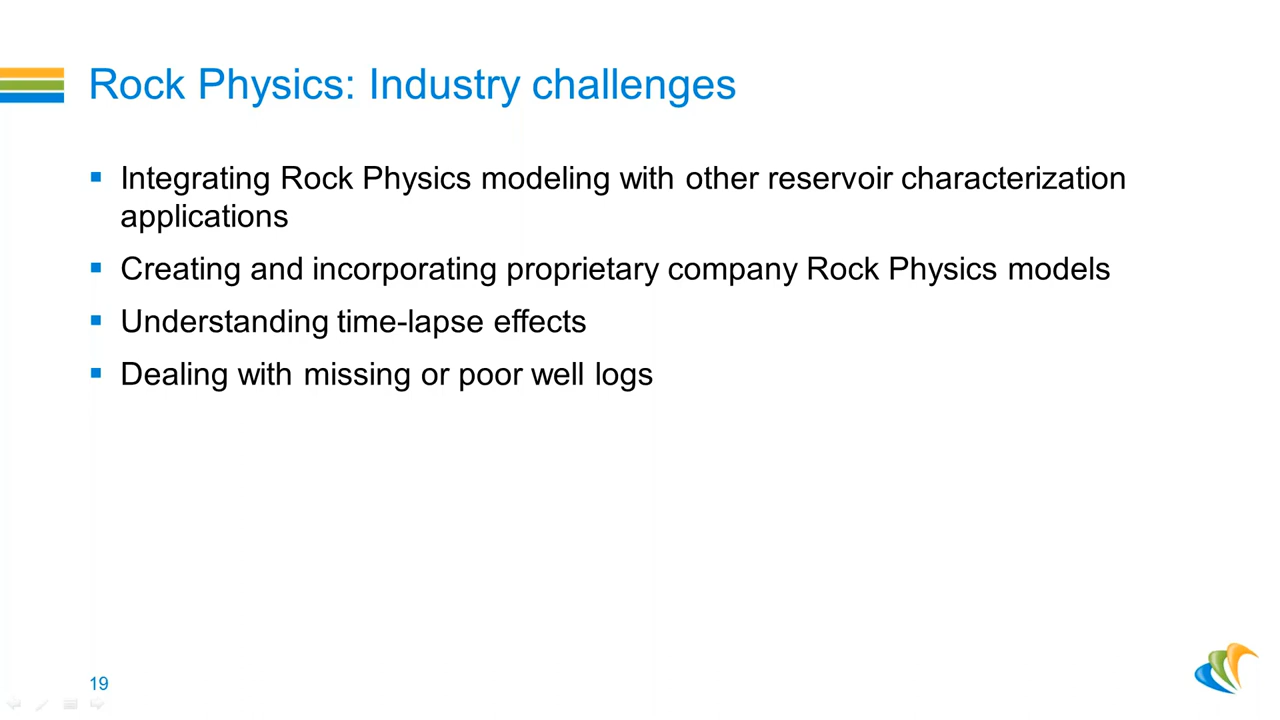 Rock Physics: Industry challenges
Integrating Rock Physics modeling with other reservoir characterization
applications
Creating and incorporating proprietary company Rock Physics models
Understanding time-lapse effects
Dealing with missing or poor well logs
19